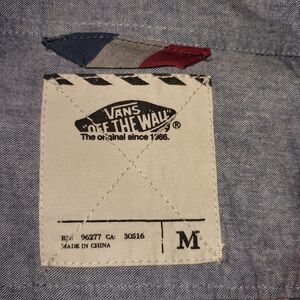 VANS
"OFF THE WALL"®
The original since 1966.
RN: 96277 CA: 30516
MADE IN CHINA
M